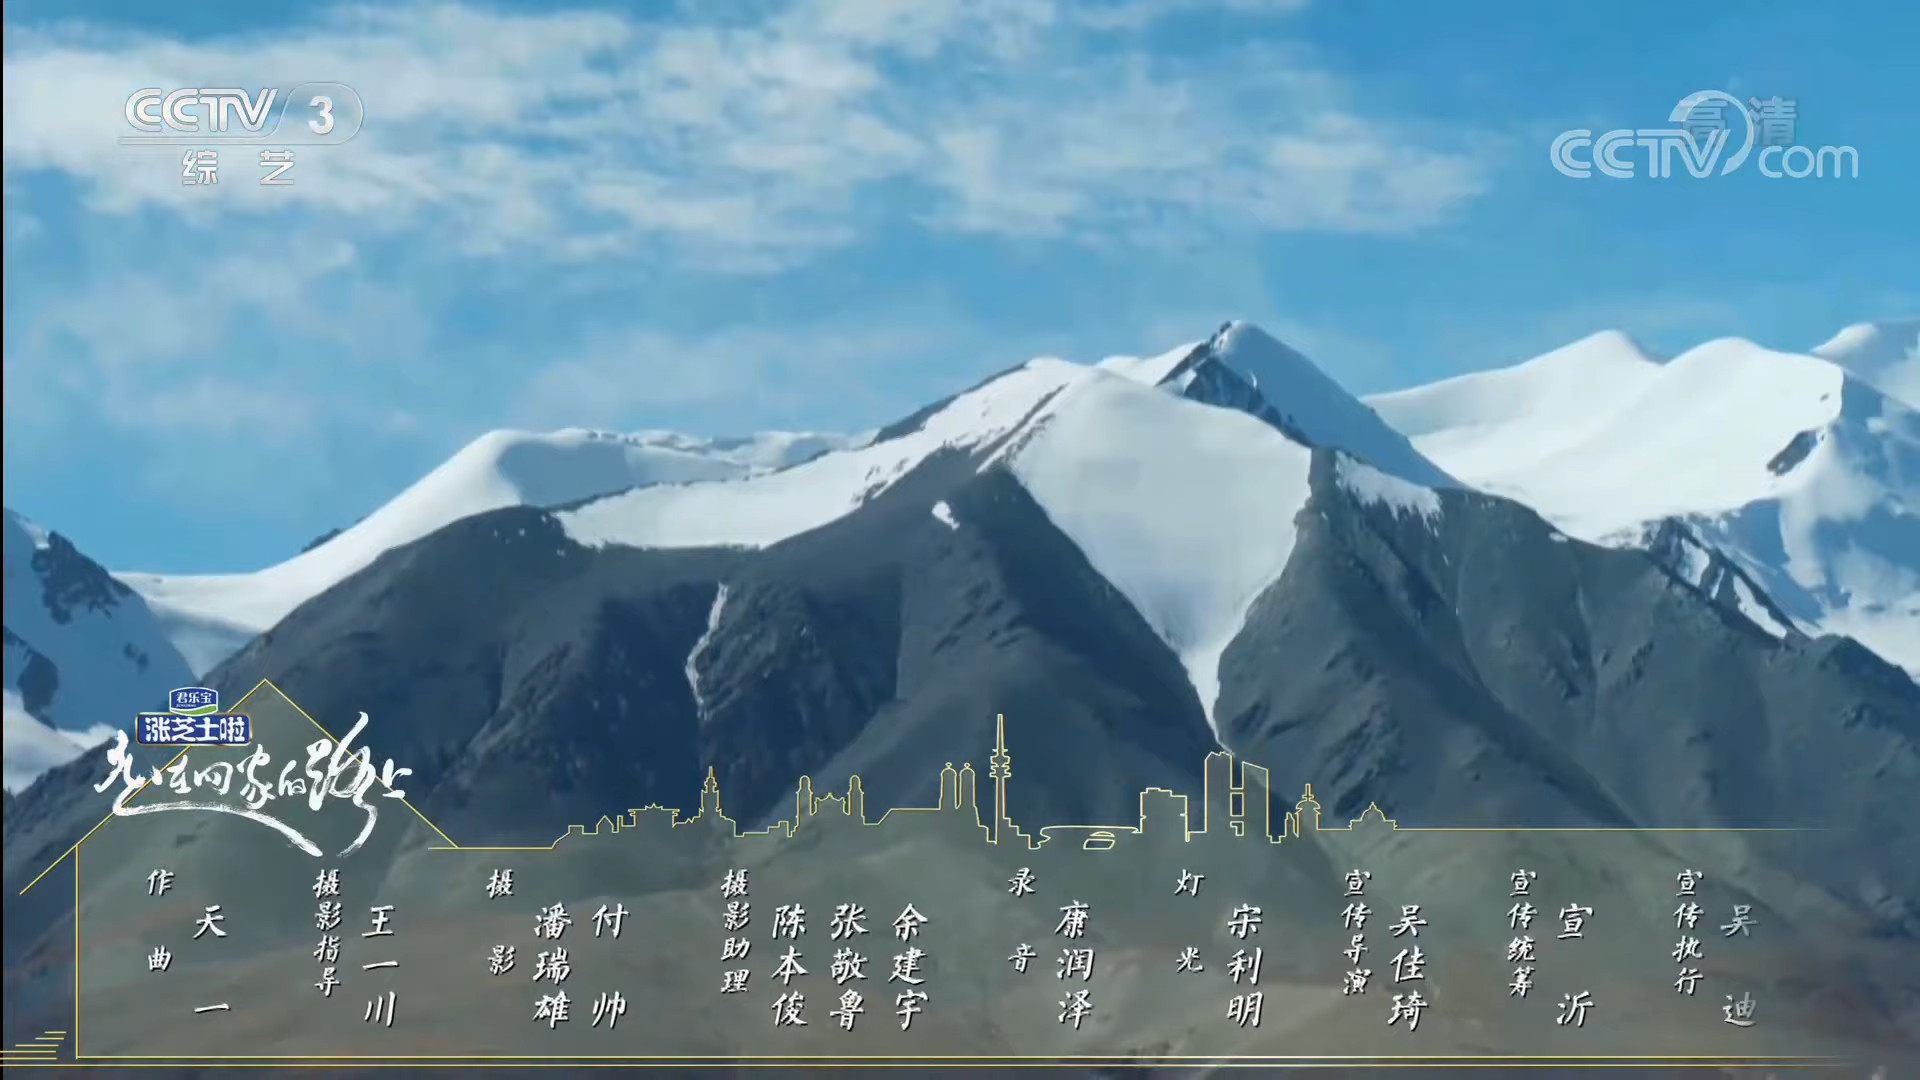 CCTV 3
综艺
高清
CCTV.com
君乐宝
涨芝士啦
走在回家的路上
作曲
天一
摄影指导
王一川
摄影
潘瑞雄
付帅
摄影助理
陈本俊
张敬鲁
余建宇
录音
康润泽
灯光
宋利明
宣传导演
吴佳琦
宣传统筹
宣沂
宣传执行
吴迪